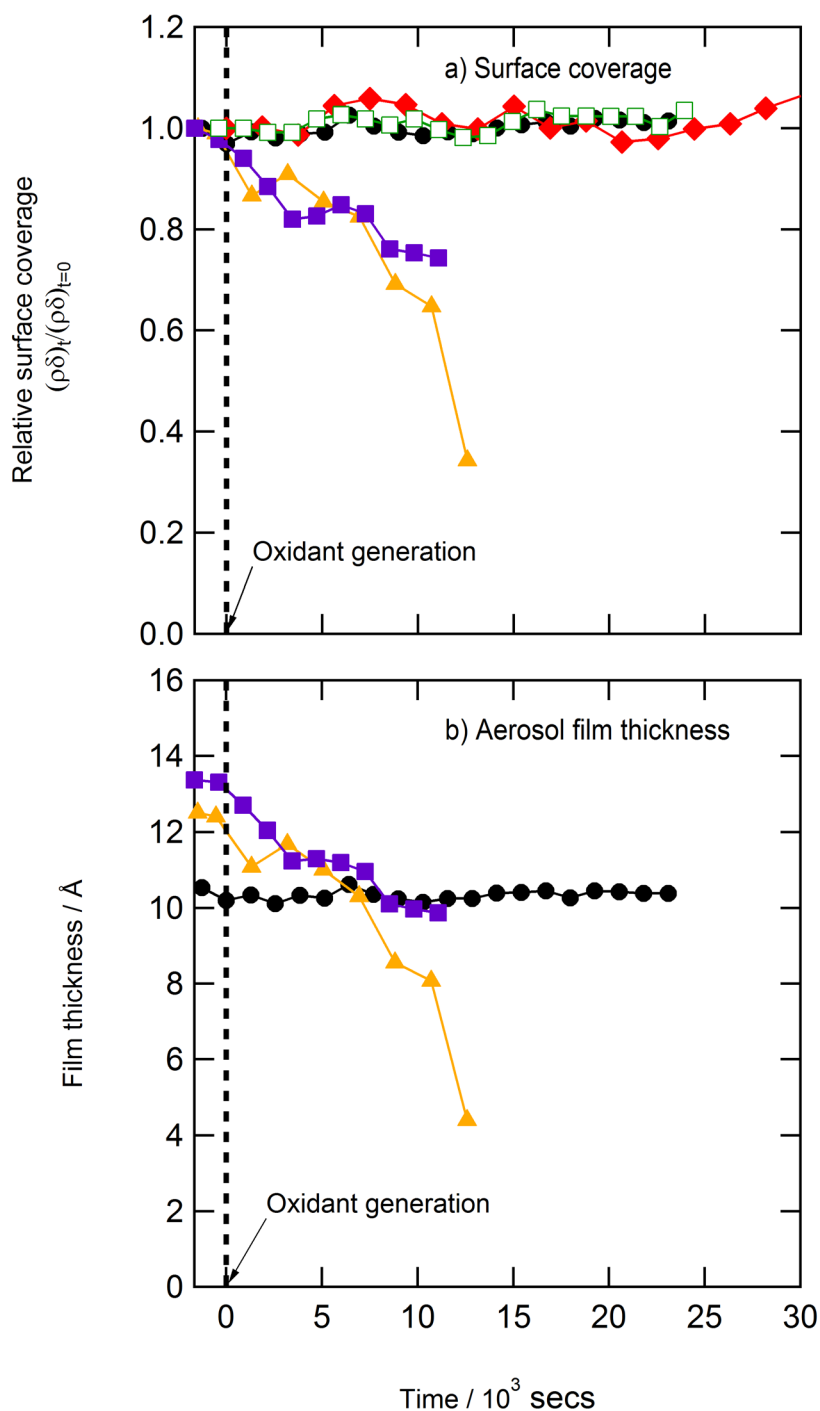 1.2
a) Surface coverage
1.0
0.8
0.6
0.4
0.2
0.0
Relative surface coverage
(ρδ)t/(ρδ)t=0
Oxidant generation
16
b) Aerosol film thickness
14
12
10
8
6
4
2
0
Film thickness / Å
Oxidant generation
0 5 10 15 20 25 30
Time / 10³ secs